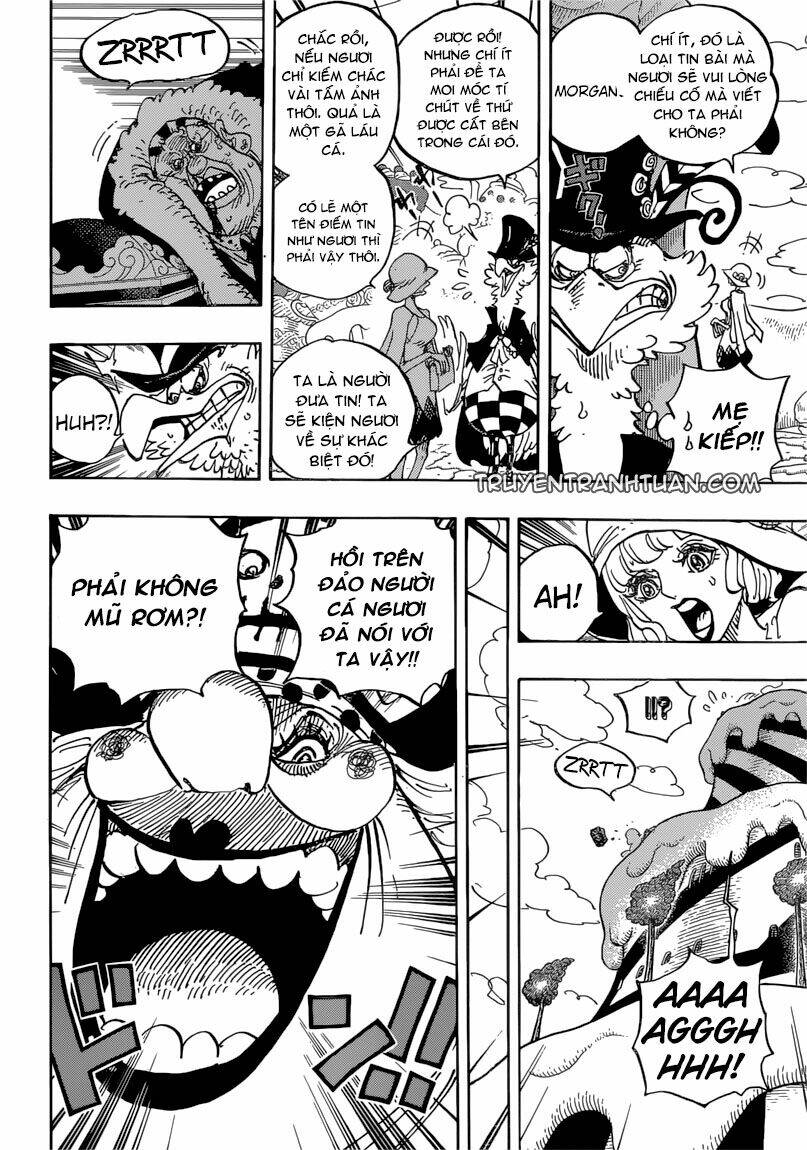 CHÍ ÍT, ĐÓ LÀ
LOẠI TIN BÀI MÀ
NGƯƠI SẼ VUI LÒNG
CHIẾU CỐ MÀ VIẾT
CHO TA PHẢI
KHÔNG?
MORGAN.
ギクッ
MẸ
KIẾP!!
ĐƯỢC RỒI!
NHƯNG CHÍ ÍT
PHẢI ĐỂ TA
MOI MÓC TÍ
CHÚT VỀ THỨ
ĐƯỢC CẤT BÊN
TRONG CÁI ĐÓ.
CHẮC RỒI,
NẾU NGƯƠI
CHỈ KIẾM CHÁC
VÀI TẤM ẢNH
THÔI. QUẢ LÀ
MỘT GÃ LÁU
CÁ.
CÓ LẼ MỘT
TÊN ĐIỂM TIN
NHƯ NGƯƠI THÌ
PHẢI VẬY THÔI.
TA LÀ NGƯỜI
ĐƯA TIN! TA
SẼ KIỆN NGƯƠI
VỀ SỰ KHÁC
BIỆT ĐÓ!
ZRRRTT
HUH?!
TRUYENTRANHTUAN.COM
AH!
!!?
ZRRTT
AAAA
AGGGH
HHH!
HỒI TRÊN
ĐẢO NGƯỜI
CÁ NGƯƠI
ĐÃ NÓI VỚI
TA VẬY!!
PHẢI KHÔNG
MŨ RƠM?!
ドン!!